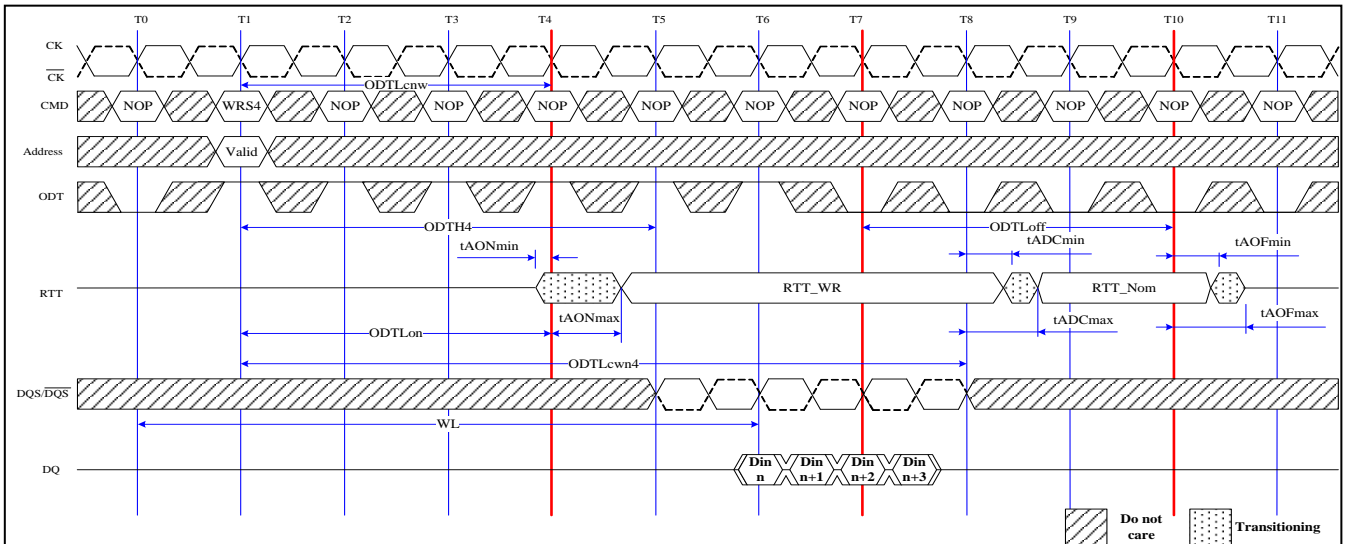 T0 T1 T2 T3 T4 T5 T6 T7 T8 T9 T10 T11
CK
CK
ODTLcnw
CMD NOP WRS4 NOP NOP NOP NOP NOP NOP NOP NOP NOP NOP
Address Valid
ODT
ODTH4 ODTLoff
tAONmin tADCmin tAOFmin
RTT RTT_WR RTT_Nom
tAONmax tADCmax tAOFmax
ODTLon
ODTLcwn4
DQS/DQS
WL
DQ Din n Din n+1 Din n+2 Din n+3
Do not care
Transitioning